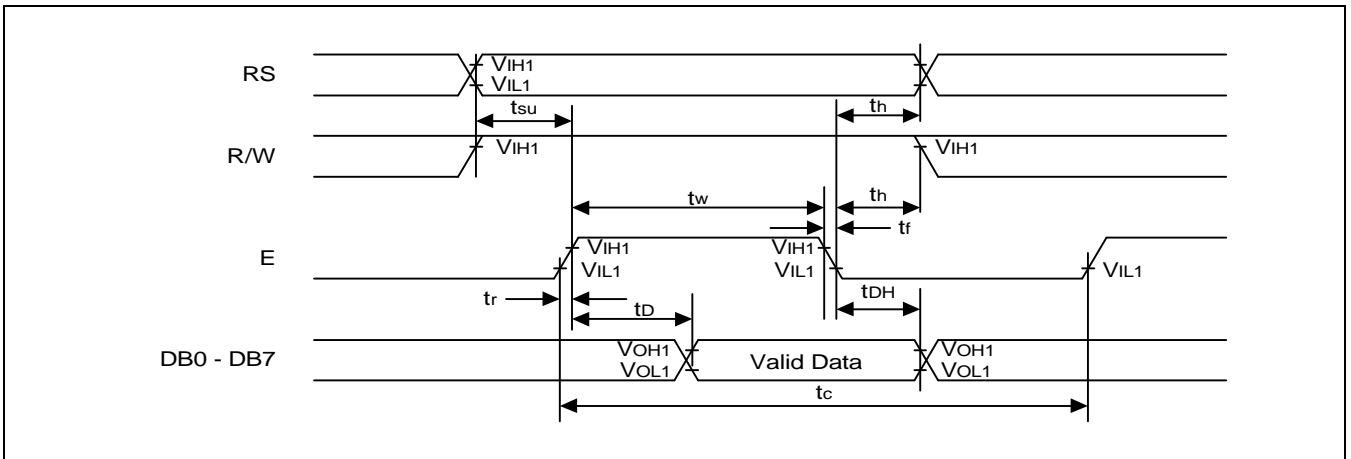 RS
VIH1
VIL1
tsu
th
R/W
VIH1
VIH1
tw
th
tf
E
VIH1
VIL1
VIH1
VIL1
VIL1
tr
tD
tDH
DB0 - DB7
VOH1
VOL1
Valid Data
VOH1
VOL1
tc